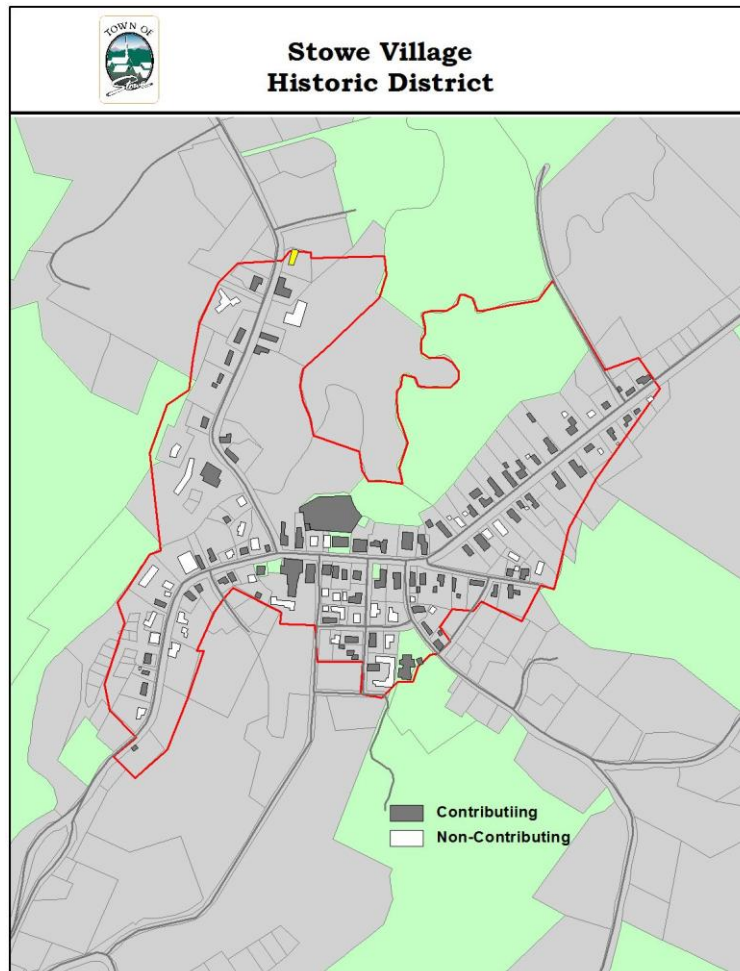 TOWN OF
Stowe
Stowe Village
Historic District
Contributiing
Non-Contributing